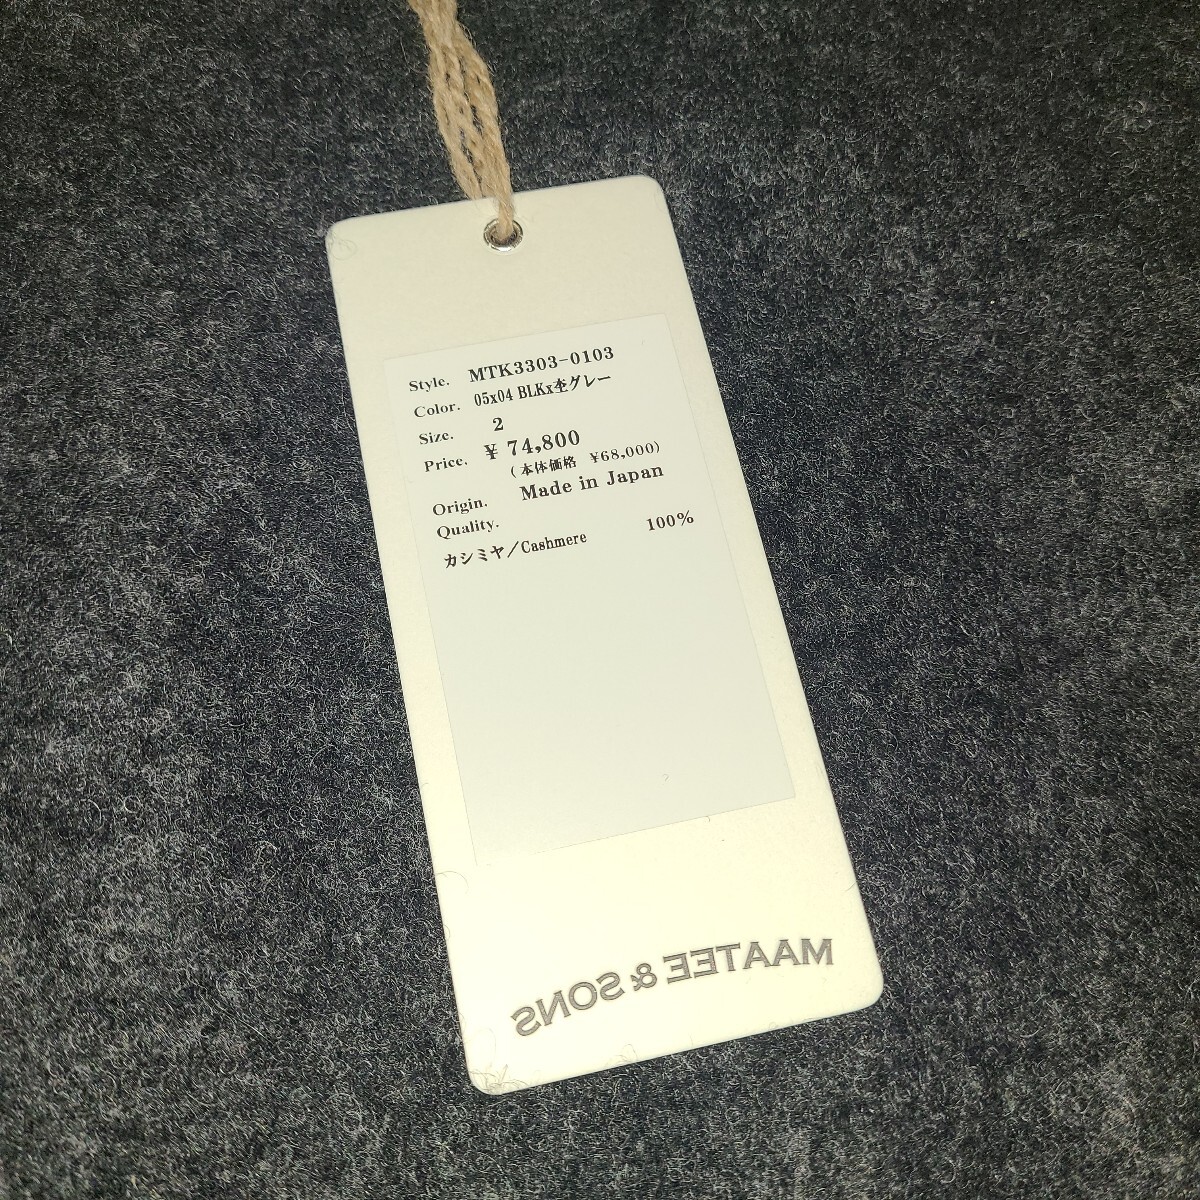 Style. MTK3303-0103
Color. 05x04 BLKx杢グレー
Size. 2
Price. ¥ 74,800
(本体価格 ¥68,000)
Origin. Made in Japan
Quality.
カシミヤ/Cashmere 100%
MAATEE & SONS